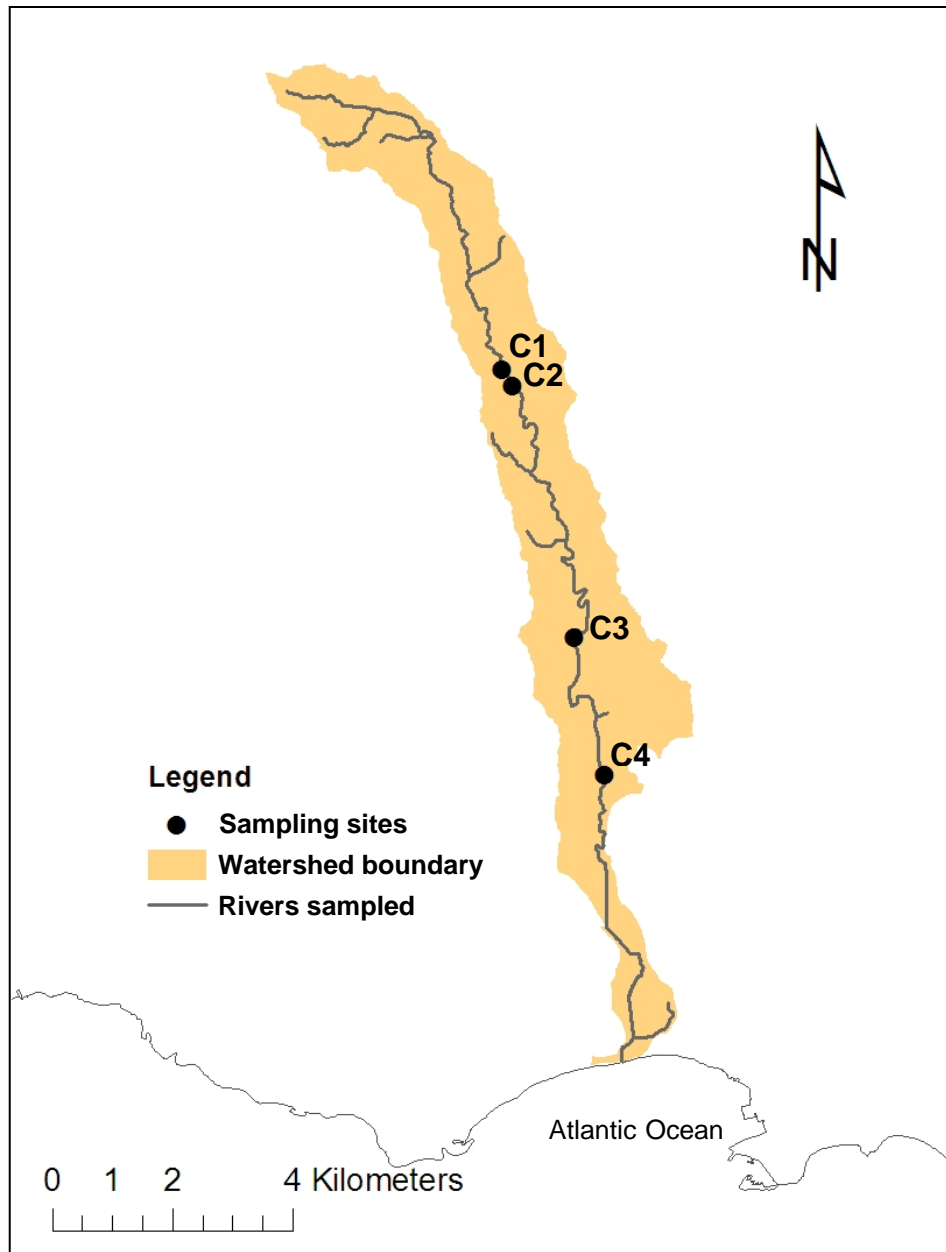 N
C1
C2
C3
C4
Legend
Sampling sites
Watershed boundary
Rivers sampled
Atlantic Ocean
0 1 2 4 Kilometers